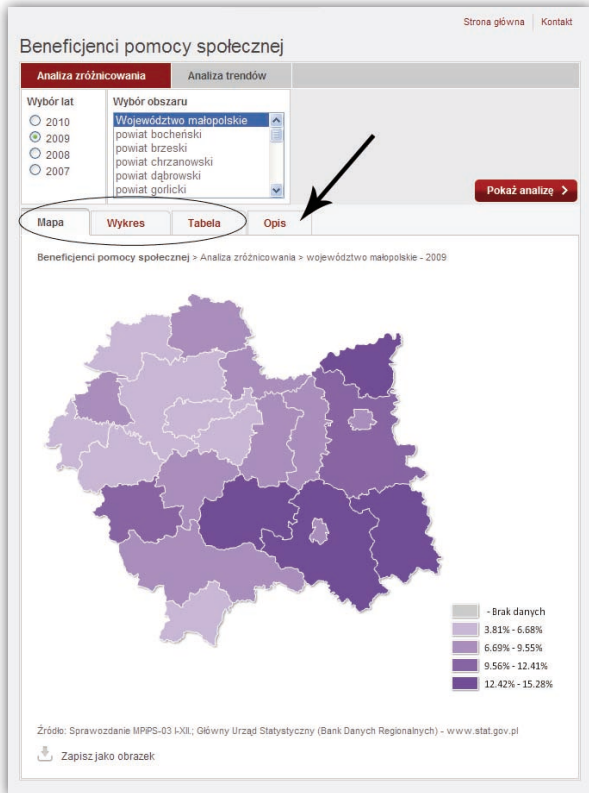 Strona główna | Kontakt
Beneficjenci pomocy społecznej
Analiza zróżnicowania
Analiza trendów
Wybór lat
2010
2009
2008
2007
Wybór obszaru
Województwo małopolskie
powiat bocheński
powiat brzeski
powiat chrzanowski
powiat dąbrowski
powiat gorlicki
Pokaż analizę
Mapa
Wykres
Tabela
Opis
Beneficjenci pomocy społecznej > Analiza zróżnicowania > województwo małopolskie - 2009
- Brak danych
3.81% - 6.68%
6.69% - 9.55%
9.56% - 12.41%
12.42% - 15.28%
Źródło: Sprawozdanie MPiPS-03 I-XII.; Główny Urząd Statystyczny (Bank Danych Regionalnych) - www.stat.gov.pl
Zapisz jako obrazek